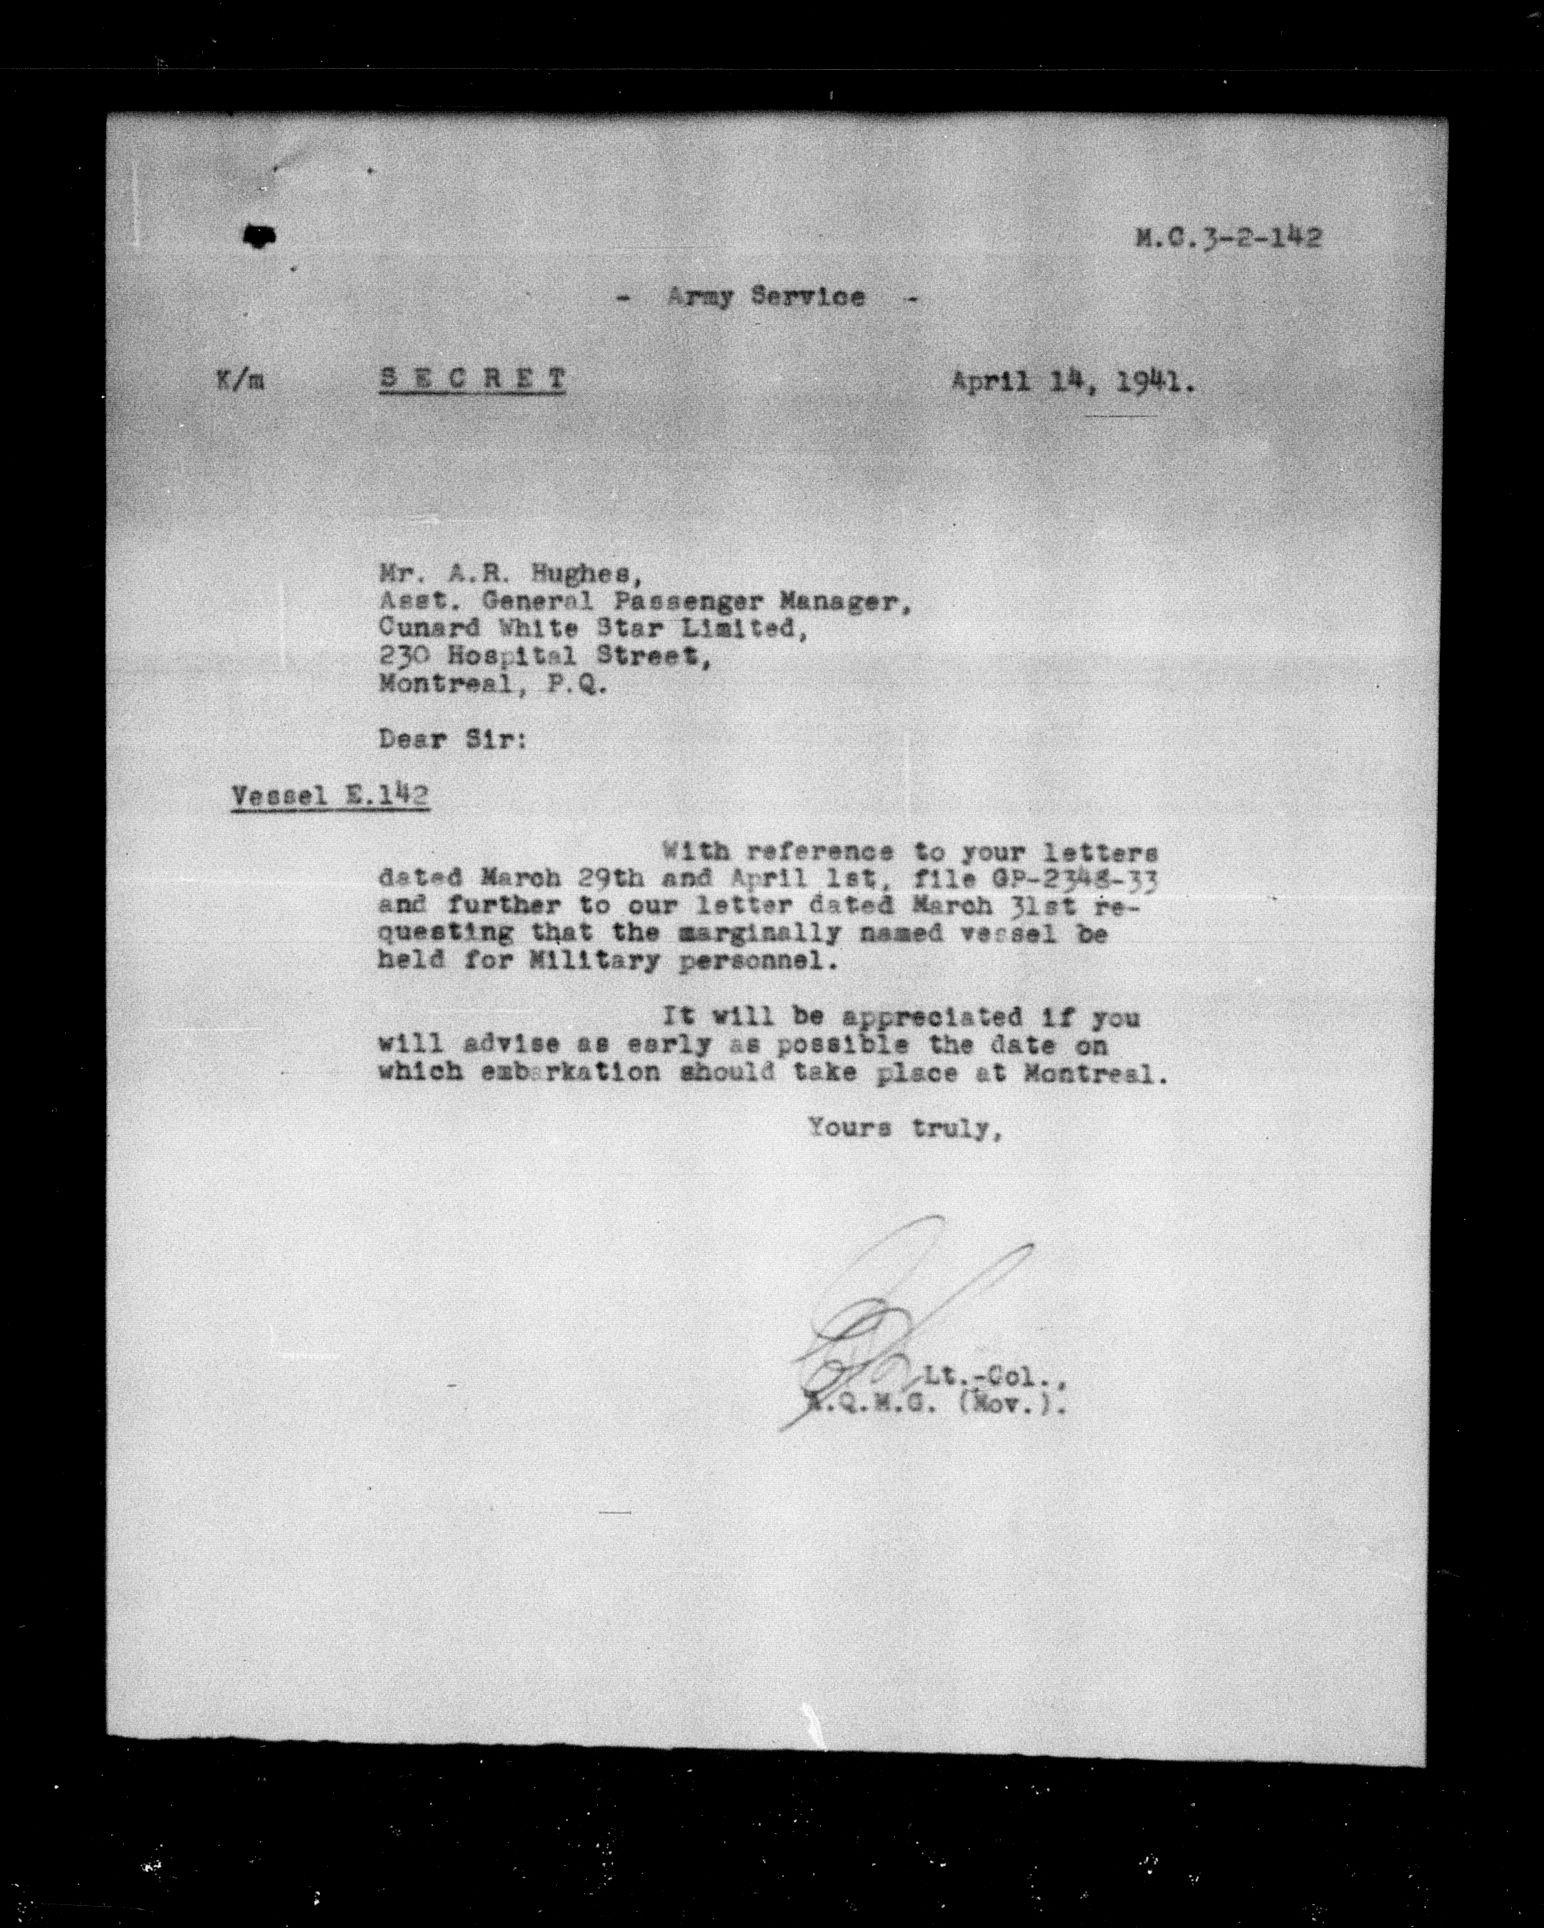 M.C.3-2-142
- Army Service -
K/m S E C R E T April 14, 1941.
Mr. A.R. Hughes,
Asst. General Passenger Manager,
Cunard White Star Limited,
230 Hospital Street,
Montreal, P.Q.
Dear Sir:
Vessel E.142
With reference to your letters
dated March 29th and April 1st, file GP-2348-33
and further to our letter dated March 31st re-
questing that the marginally named vessel be
held for Military personnel.
It will be appreciated if you
will advise as early as possible the date on
which embarkation should take place at Montreal.
Yours truly,
Lt.-Col.,
A.Q.M.G. (Mov.).